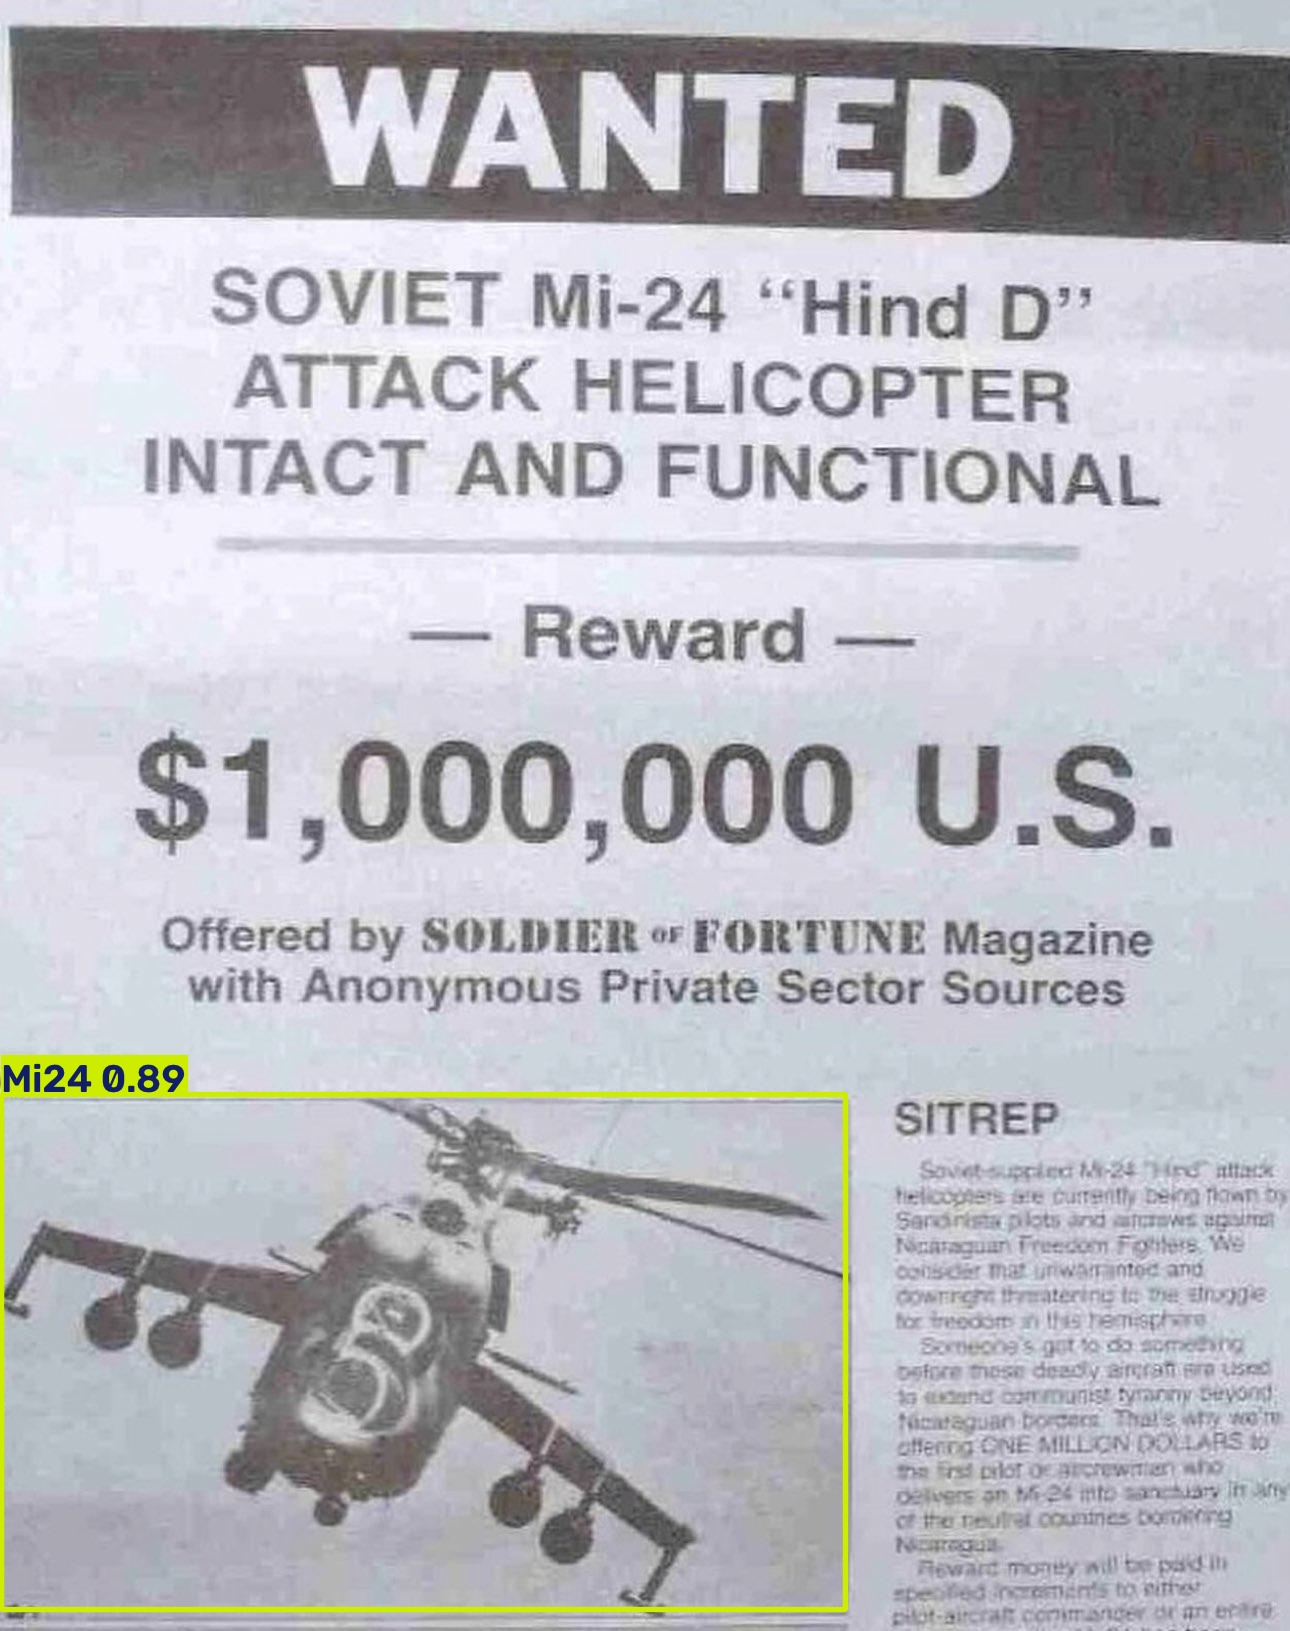 WANTED
SOVIET Mi-24 “Hind D”
ATTACK HELICOPTER
INTACT AND FUNCTIONAL
— Reward —
$1,000,000 U.S.
Offered by SOLDIER OF FORTUNE Magazine
with Anonymous Private Sector Sources
Mi24 0.89
SITREP
Soviet-supplied Mi-24 “Hind” attack
helicopters are currently being flown by
Sandinista pilots and aircrews against
Nicaraguan Freedom Fighters. We
consider that unwarranted and
downright threatening to the struggle
for freedom in this hemisphere.
Someone's got to do something
before these deadly aircraft are used
to extend communist tyranny beyond
Nicaraguan borders. That's why we're
offering ONE MILLION DOLLARS to
the first pilot or aircrewman who
delivers an Mi-24 into sanctuary in any
of the neutral countries bordering
Nicaragua.
Reward money will be paid in
specified increments to either
pilot-aircraft commander or an entire